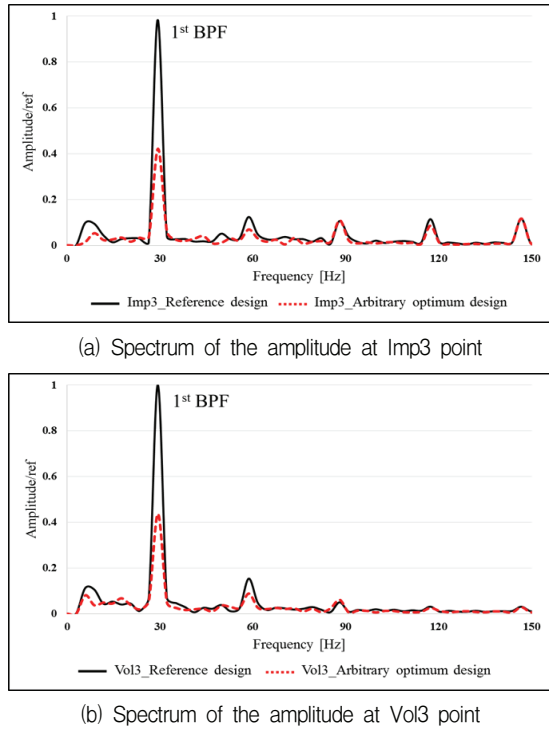 1
1st BPF
0.8
0.6
0.4
0.2
0
Amplitude/ref
0 30 60 90 120 150
Frequency [Hz]
Imp3_Reference design Imp3_Arbitrary optimum design
(a) Spectrum of the amplitude at Imp3 point
1
1st BPF
0.8
0.6
0.4
0.2
0
Amplitude/ref
0 30 60 90 120 150
Frequency [Hz]
Vol3_Reference design Vol3_Arbitrary optimum design
(b) Spectrum of the amplitude at Vol3 point